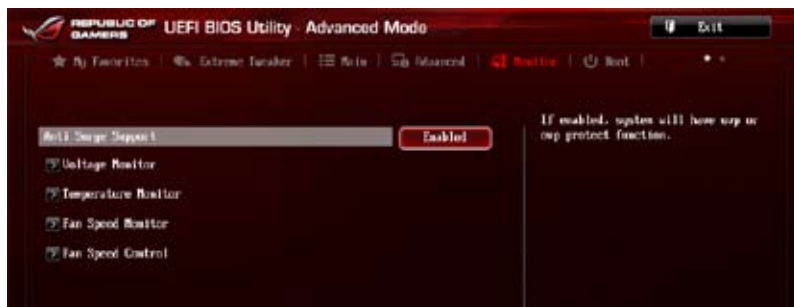 REPUBLIC OF GAMERS UEFI BIOS Utility - Advanced Mode
Exit
My Favorites | Extreme Tweaker | Main | Advanced | Monitor | Boot |
Anti Surge Support Enabled
Voltage Monitor
Temperature Monitor
Fan Speed Monitor
Fan Speed Control
If enabled, system will have uvp or
ovp protect function.